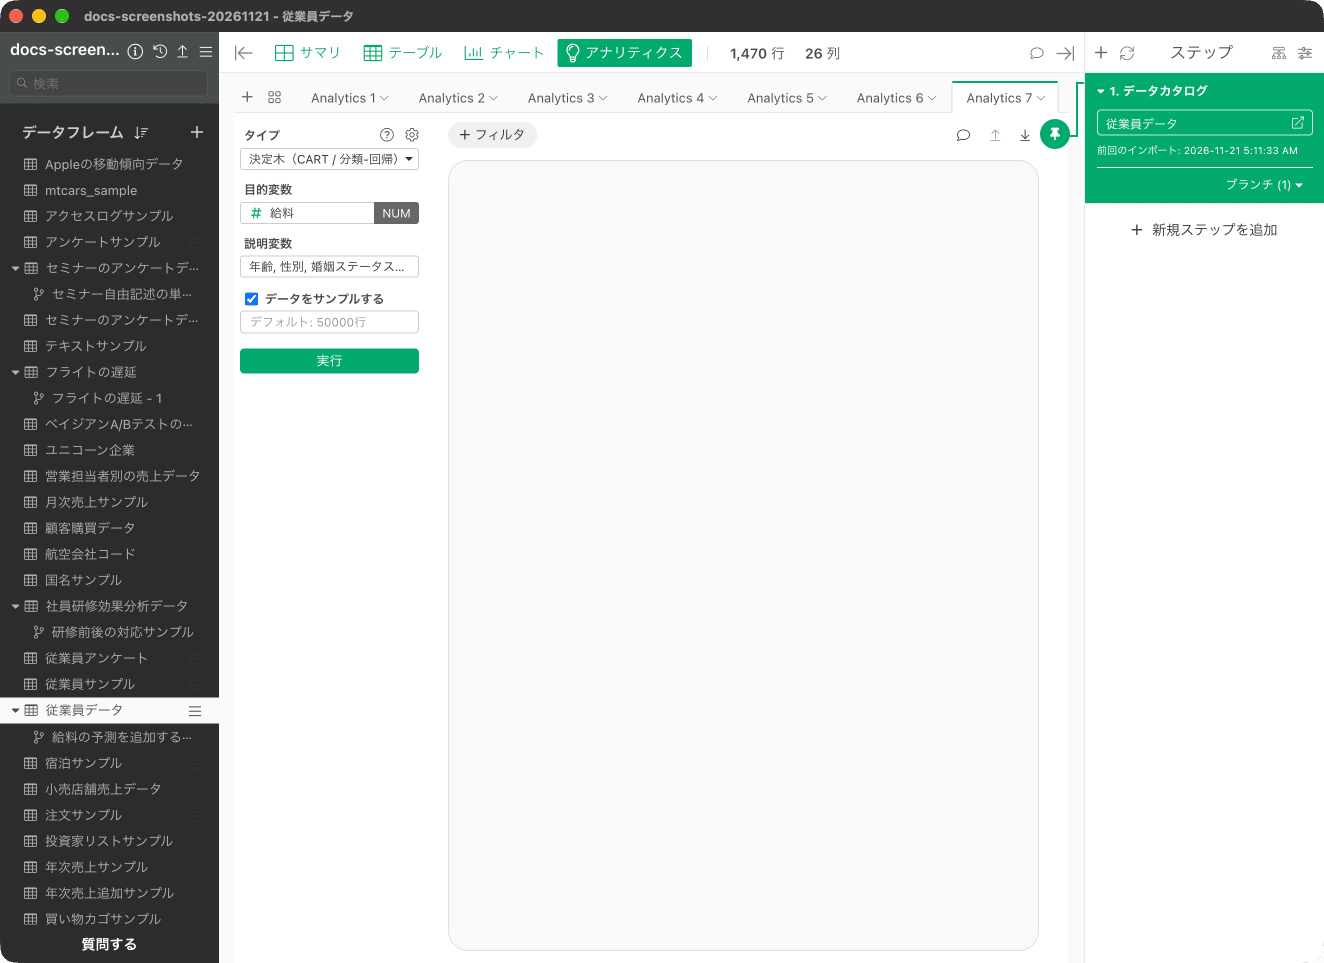 docs-screenshots-20261121 - 従業員データ
docs-screen...
検索
データフレーム
Appleの移動傾向データ
mtcars_sample
アクセスログサンプル
アンケートサンプル
セミナーのアンケートデ…
セミナー自由記述の単…
セミナーのアンケートデ…
テキストサンプル
フライトの遅延
フライトの遅延 - 1
ベイジアンA/Bテストの…
ユニコーン企業
営業担当者別の売上データ
月次売上サンプル
顧客購買データ
航空会社コード
国名サンプル
社員研修効果分析データ
研修前後の対応サンプル
従業員アンケート
従業員サンプル
従業員データ
給料の予測を追加する…
宿泊サンプル
小売店舗売上データ
注文サンプル
投資家リストサンプル
年次売上サンプル
年次売上追加サンプル
買い物カゴサンプル
質問する
サマリ テーブル チャート アナリティクス 1,470 行 26 列
Analytics 1 Analytics 2 Analytics 3 Analytics 4 Analytics 5 Analytics 6 Analytics 7
タイプ
決定木（CART / 分類-回帰）
目的変数
# 給料 NUM
説明変数
年齢, 性別, 婚姻ステータス...
データをサンプルする
デフォルト: 50000行
実行
+ フィルタ
ステップ
1. データカタログ
従業員データ
前回のインポート: 2026-11-21 5:11:33 AM
ブランチ (1)
+ 新規ステップを追加